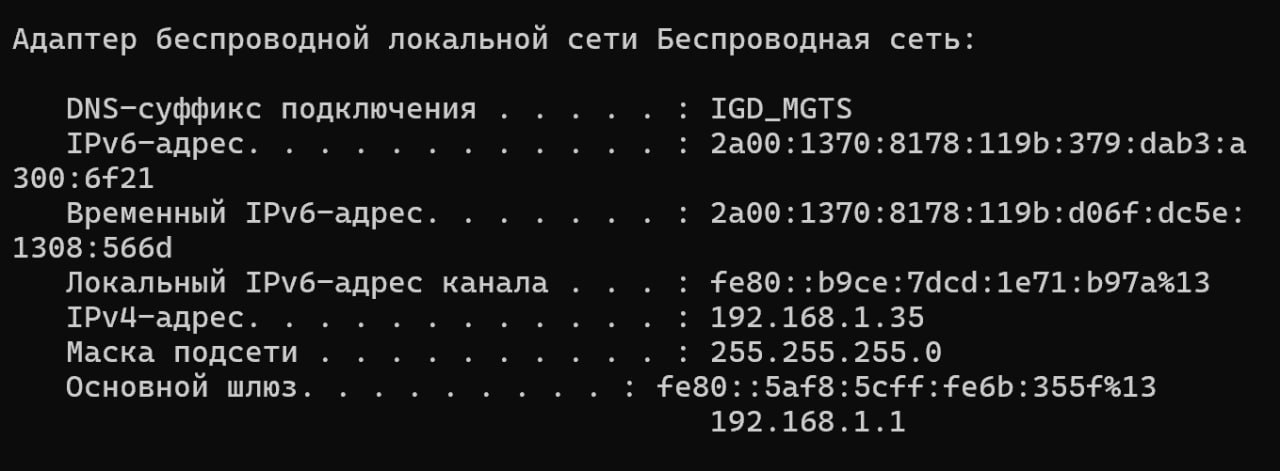 Адаптер беспроводной локальной сети Беспроводная сеть:
DNS-суффикс подключения . . . . . : IGD_MGTS
IPv6-адрес. . . . . . . . . . . . : 2a00:1370:8178:119b:379:dab3:a
300:6f21
Временный IPv6-адрес. . . . . . . : 2a00:1370:8178:119b:d06f:dc5e:
1308:566d
Локальный IPv6-адрес канала . . . : fe80::b9ce:7dcd:1e71:b97a%13
IPv4-адрес. . . . . . . . . . . . : 192.168.1.35
Маска подсети . . . . . . . . . . : 255.255.255.0
Основной шлюз. . . . . . . . . : fe80::5af8:5cff:fe6b:355f%13
192.168.1.1